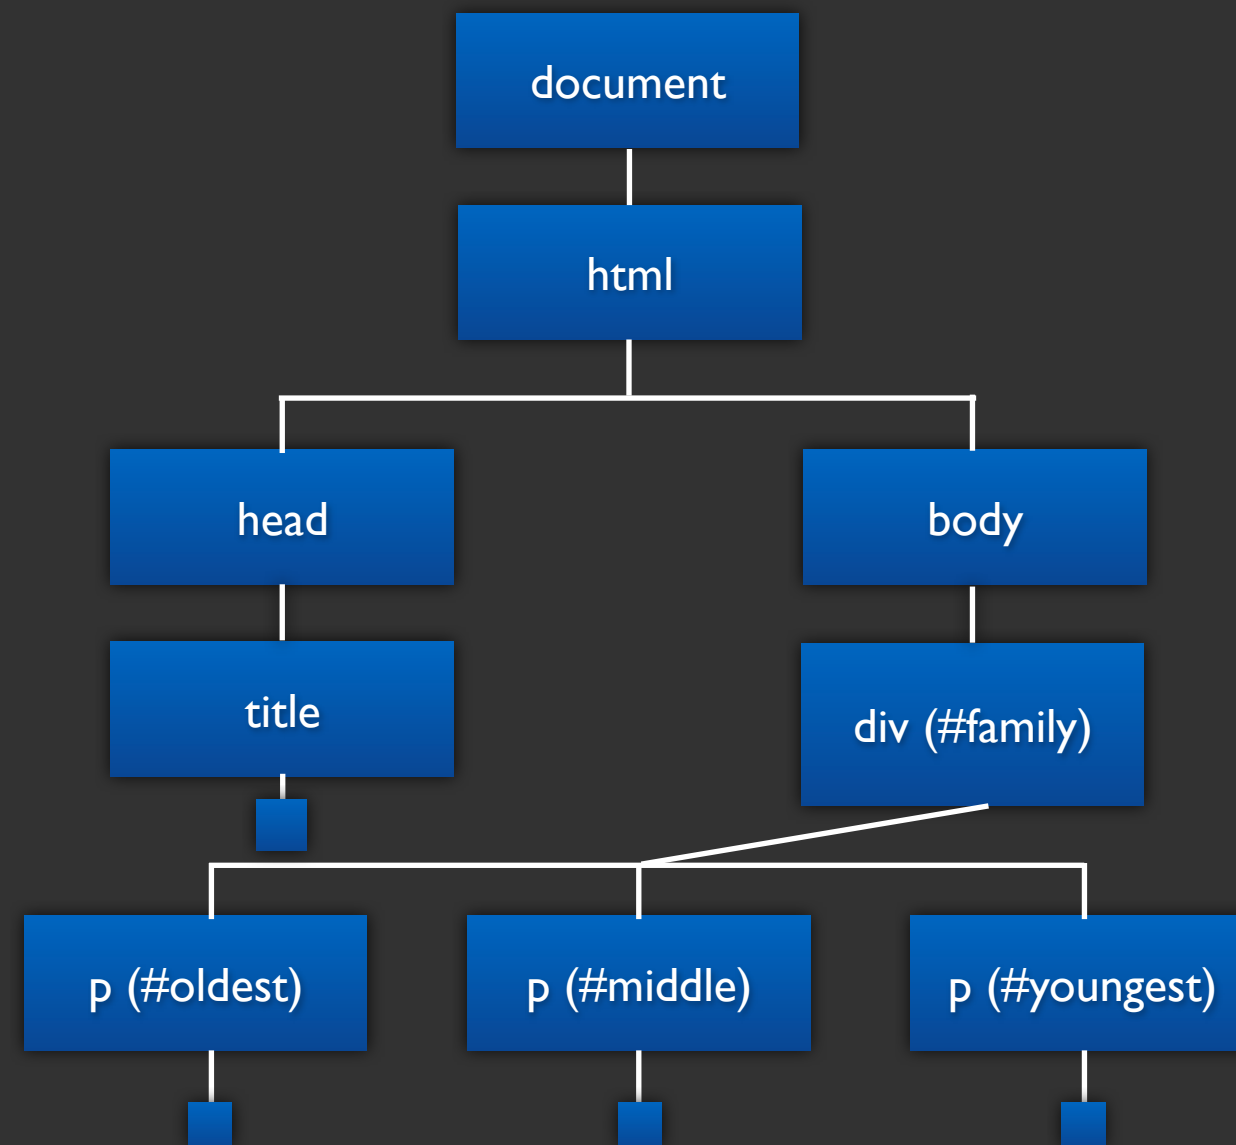 document
html
head
body
title
div (#family)
p (#oldest)
p (#middle)
p (#youngest)